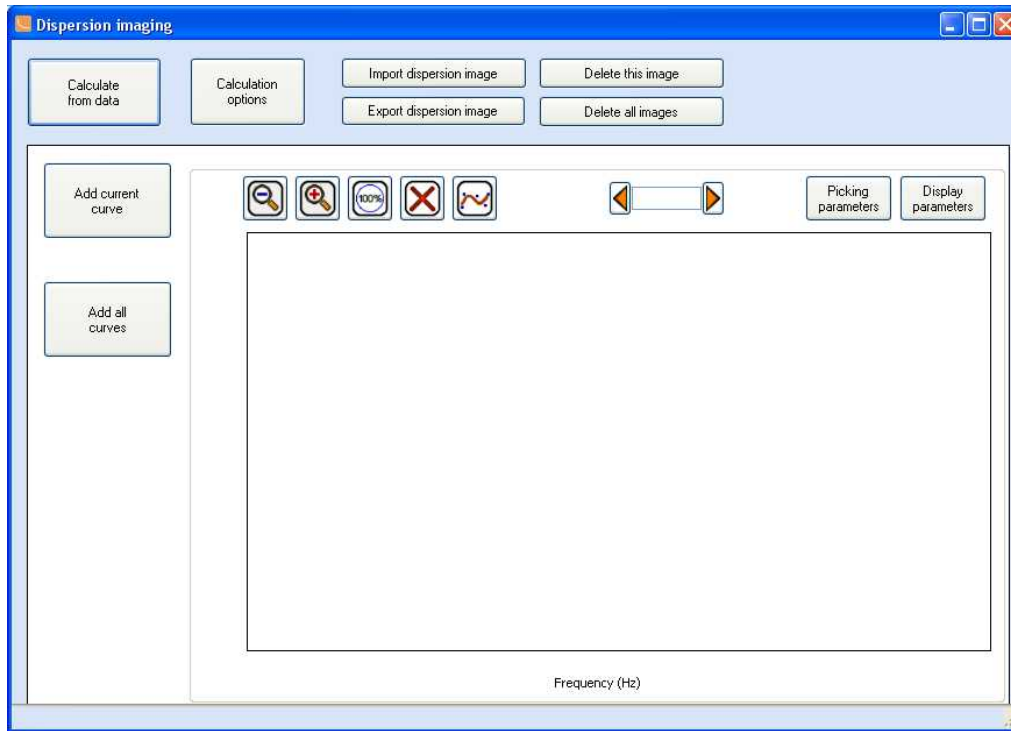 Dispersion imaging
Calculate
from data
Calculation
options
Import dispersion image
Delete this image
Export dispersion image
Delete all images
Add current
curve
100%
Picking
parameters
Display
parameters
Add all
curves
Frequency (Hz)